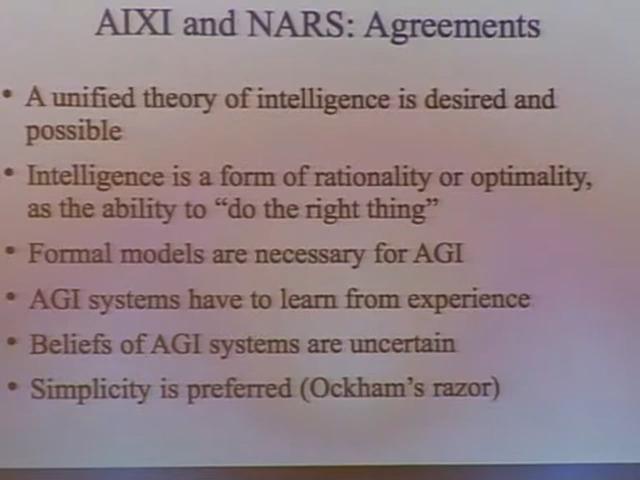 AIXI and NARS: Agreements
• A unified theory of intelligence is desired and
possible
• Intelligence is a form of rationality or optimality,
as the ability to “do the right thing”
• Formal models are necessary for AGI
• AGI systems have to learn from experience
• Beliefs of AGI systems are uncertain
• Simplicity is preferred (Ockham’s razor)